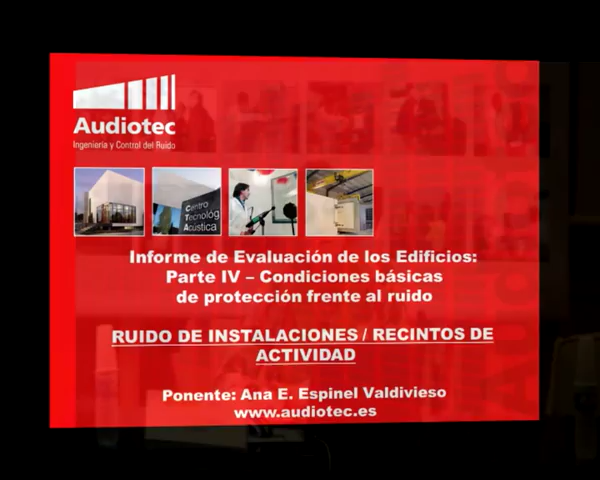 Audiotec
Ingeniería y Control del Ruido
Centro
Tecnológ
Acústica
Informe de Evaluación de los Edificios:
Parte IV – Condiciones básicas
de protección frente al ruido
RUIDO DE INSTALACIONES / RECINTOS DE
ACTIVIDAD
Ponente: Ana E. Espinel Valdivieso
www.audiotec.es